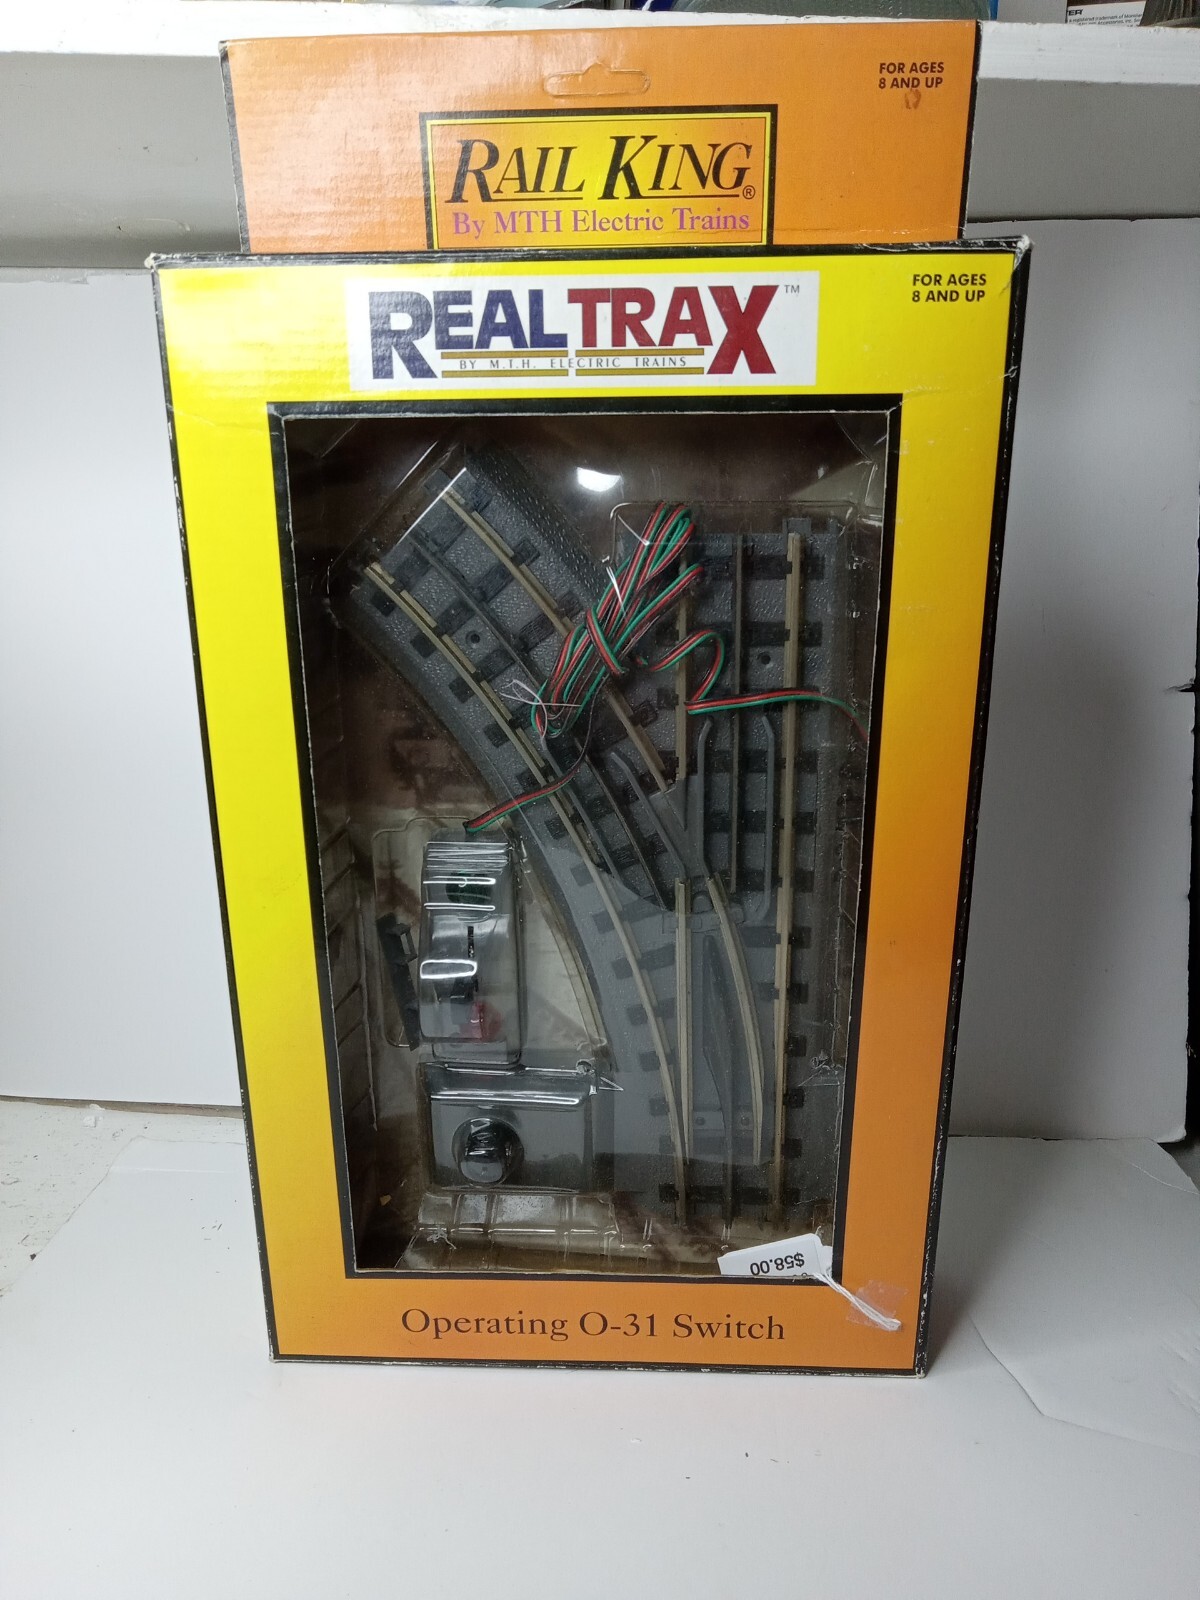 FOR AGES
8 AND UP
RAIL KING®
By MTH Electric Trains
REALTRAX™
BY M.T.H. ELECTRIC TRAINS
FOR AGES
8 AND UP
$58.00
Operating O-31 Switch